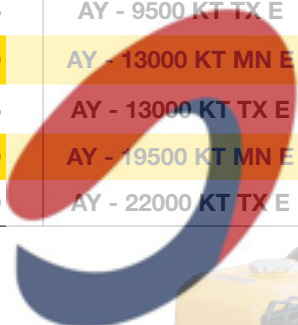 AY - 9500 KT TX E
AY - 13000 KT MN E
AY - 13000 KT TX E
AY - 19500 KT MN E
AY - 22000 KT TX E